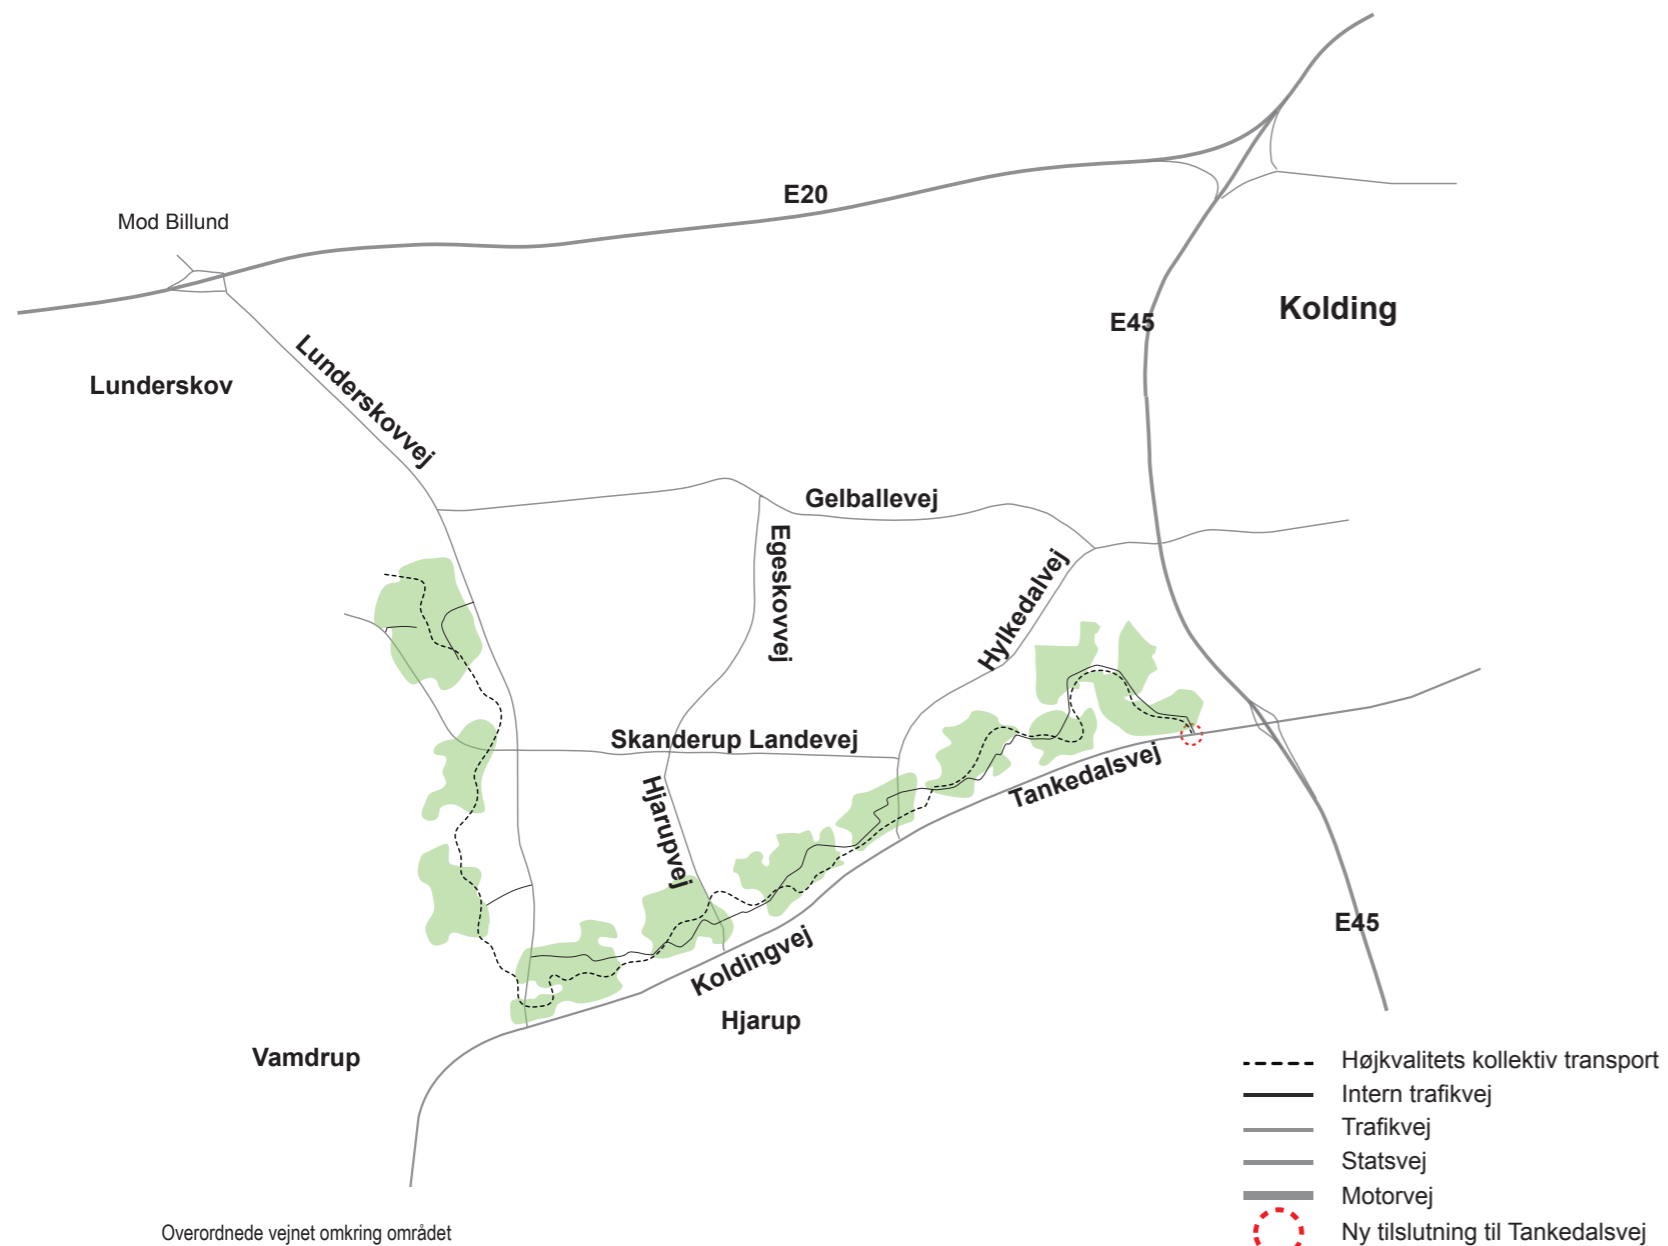 E20
Mod Billund
Kolding
E45
Lunderskov
Lunderskovvej
Gelballevej
Egeskovvej
Hylkedalvej
Skanderup Landevej
Hjarupvej
Tankedalsvej
Koldingvej
E45
Hjarup
Vamdrup
Højkvalitets kollektiv transport
Intern trafikvej
Trafikvej
Statsvej
Motorvej
Ny tilslutning til Tankedalsvej
Overordnede vejnet omkring området